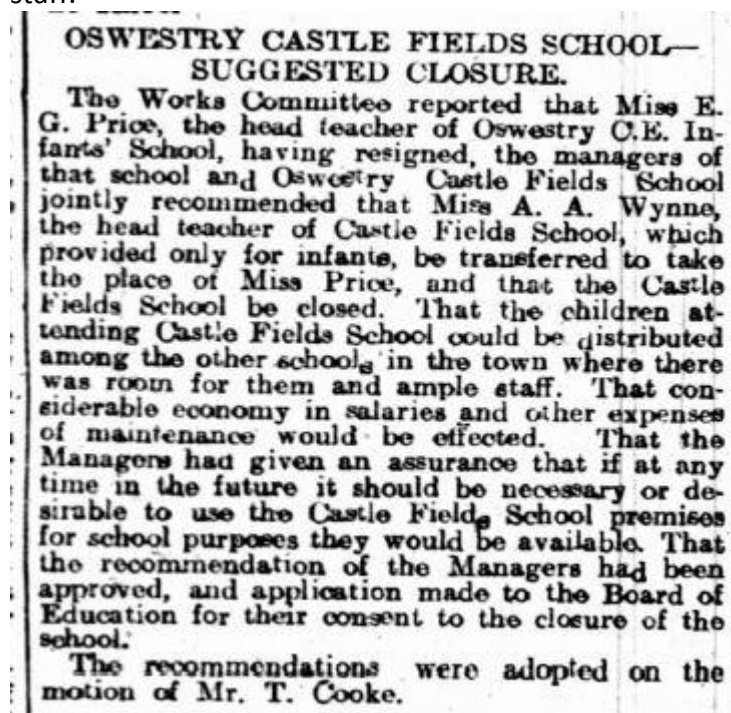 OSWESTRY CASTLE FIELDS SCHOOL—
SUGGESTED CLOSURE.
The Works Committee reported that Miss E.
G. Price, the head teacher of Oswestry C.E. In-
fants' School, having resigned, the managers of
that school and Oswestry Castle Fields School
jointly recommended that Miss A. A. Wynne,
the head teacher of Castle Fields School, which
provided only for infants, be transferred to take
the place of Miss Price, and that the Castle
Fields School be closed. That the children at-
tending Castle Fields School could be distributed
among the other schools in the town where there
was room for them and ample staff. That con-
siderable economy in salaries and other expenses
of maintenance would be effected. That the
Managers had given an assurance that if at any
time in the future it should be necessary or de-
sirable to use the Castle Fields School premises
for school purposes they would be available. That
the recommendation of the Managers had been
approved, and application made to the Board of
Education for their consent to the closure of the
school.
The recommendations were adopted on the
motion of Mr. T. Cooke.